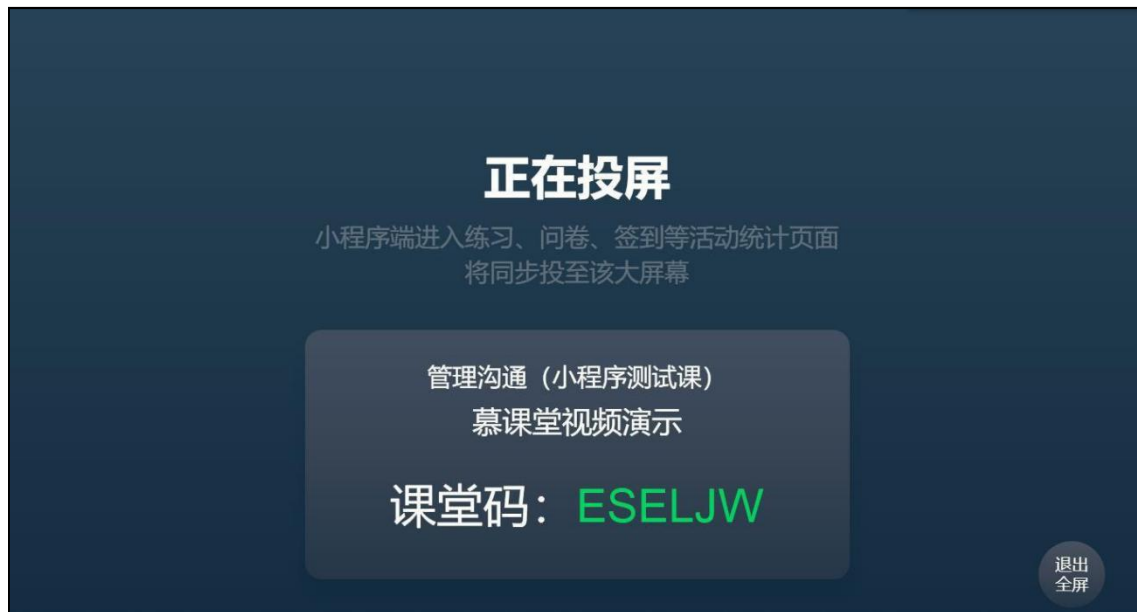 正在投屏
小程序端进入练习、问卷、签到等活动统计页面
将同步投至该大屏幕
管理沟通（小程序测试课）
慕课堂视频演示
课堂码：ESELJW
退出
全屏